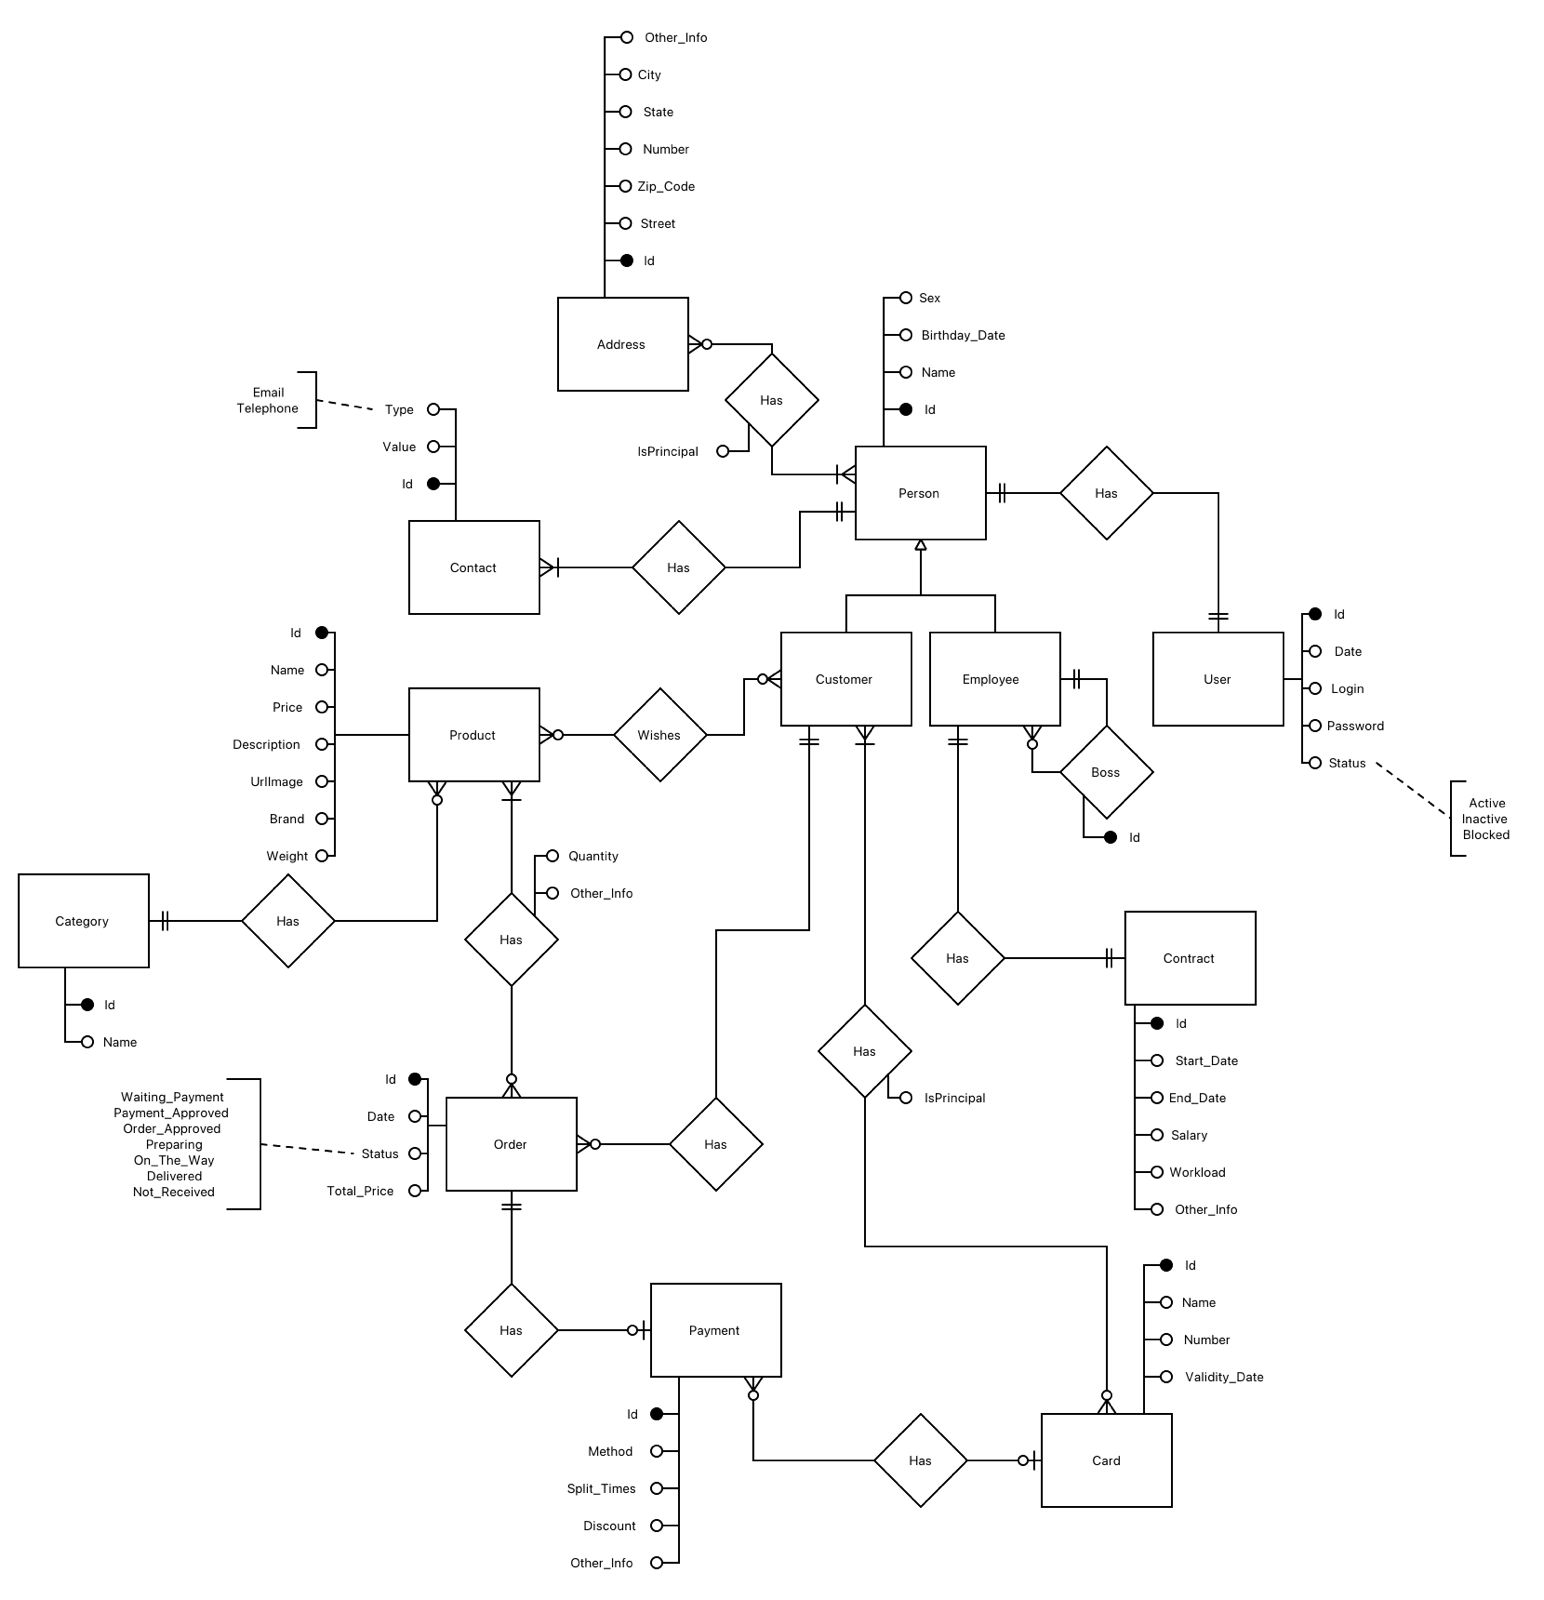 Other_Info
City
State
Number
Zip_Code
Street
Id
Address
Sex
Birthday_Date
Name
Id
Has
IsPrincipal
Email
Telephone
Type
Value
Id
Person
Has
Contact
Has
Id
Name
Price
Description
UrlImage
Brand
Weight
Product
Wishes
Customer
Employee
User
Id
Date
Login
Password
Status
Boss
Id
Active
Inactive
Blocked
Quantity
Other_Info
Category
Has
Has
Has
Contract
Id
Name
Id
Start_Date
End_Date
Salary
Workload
Other_Info
Has
IsPrincipal
Waiting_Payment
Payment_Approved
Order_Approved
Preparing
On_The_Way
Delivered
Not_Received
Id
Date
Status
Total_Price
Order
Has
Id
Name
Number
Validity_Date
Has
Payment
Id
Method
Split_Times
Discount
Other_Info
Has
Card